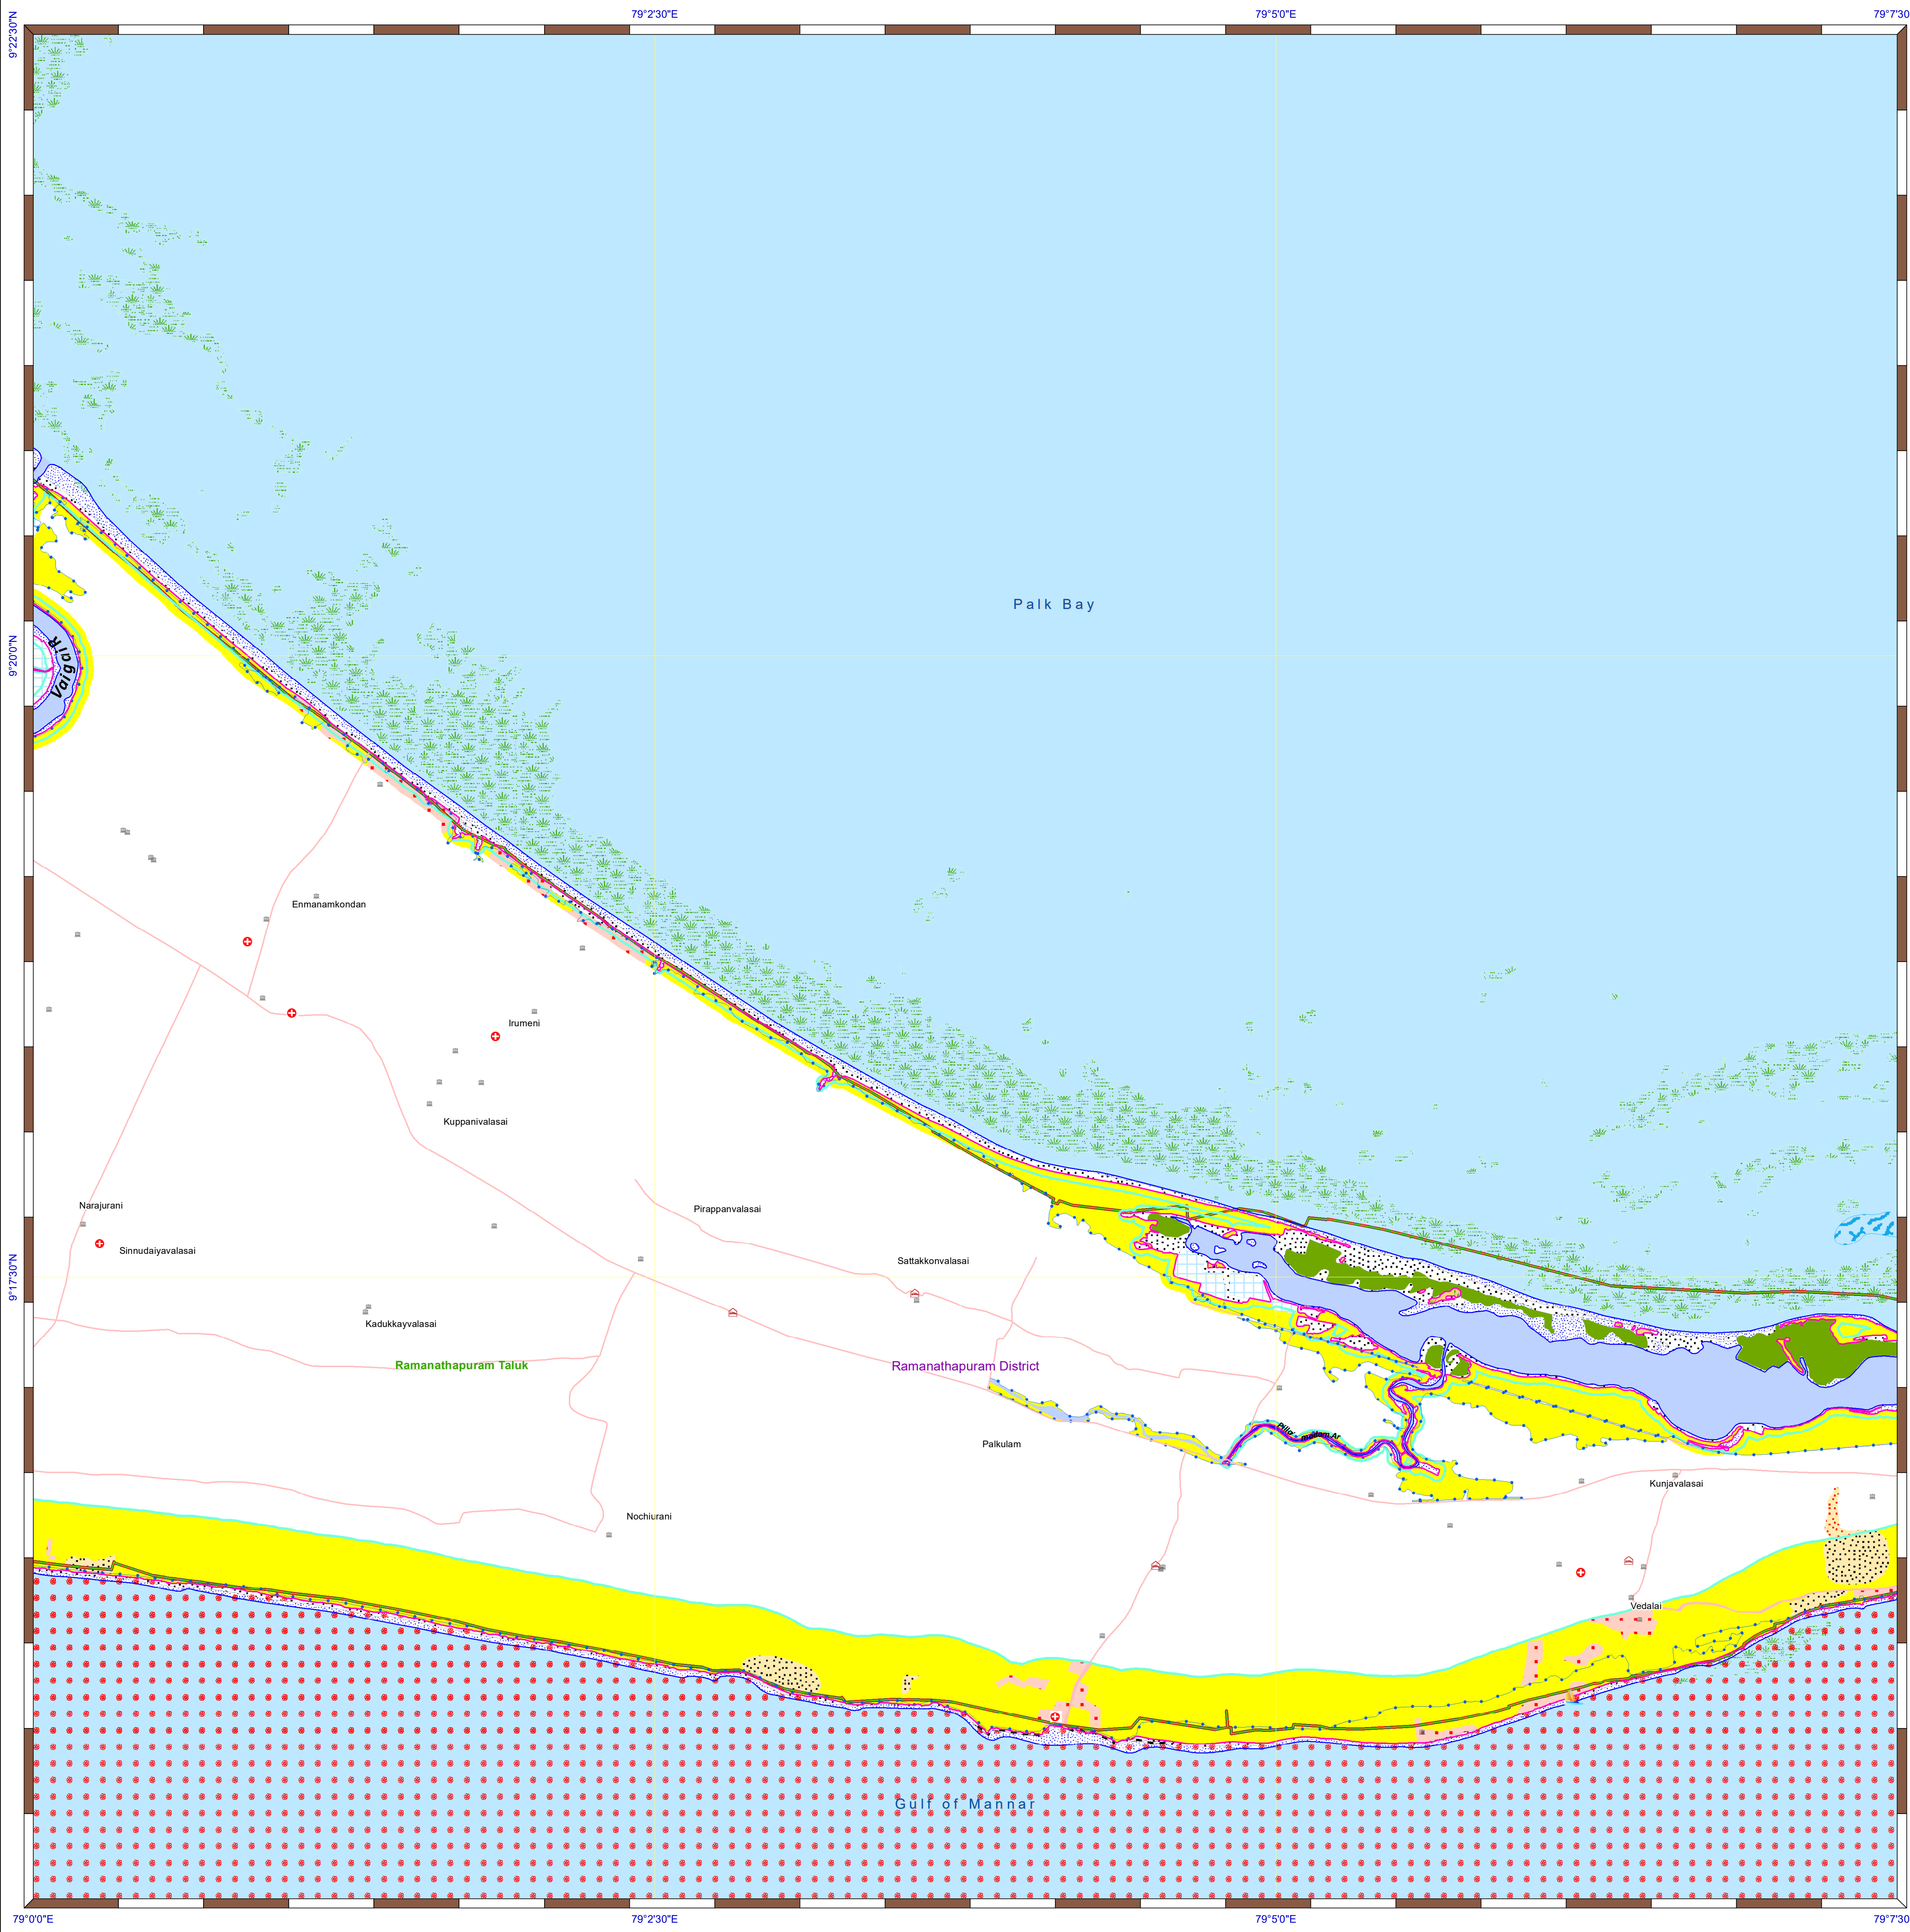 79°2'30"E 79°5'0"E 79°7'30
9°22'30"N
Palk Bay
9°20'0"N
Vaigai R.
Enmanamkondan
Irumeni
Kuppanivalasai
Narajurani
Pirappanvalasai
Sinnudaiyavalasai
Sattakkonvalasai
9°17'30"N
Kadukkayvalasai
Ramanathapuram Taluk
Ramanathapuram District
Palkulam
Kunjavalasai
Nochiurani
Vedalai
Gulf of Mannar
79°0'0"E 79°2'30"E 79°5'0"E 79°7'30